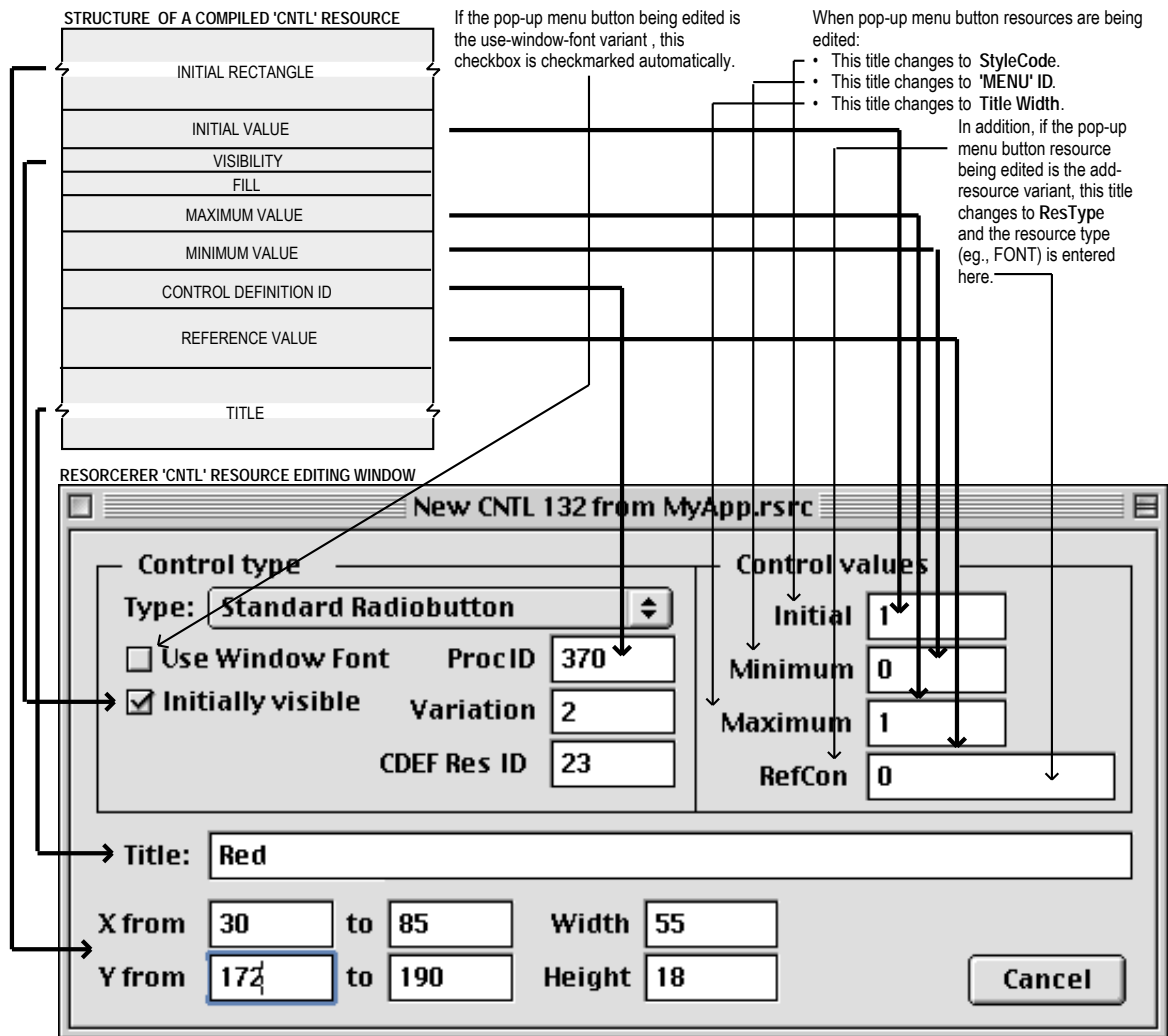 STRUCTURE OF A COMPILED 'CNTL' RESOURCE
INITIAL RECTANGLE
INITIAL VALUE
VISIBILITY
FILL
MAXIMUM VALUE
MINIMUM VALUE
CONTROL DEFINITION ID
REFERENCE VALUE
TITLE
If the pop-up menu button being edited is
the use-window-font variant , this
checkbox is checkmarked automatically.
When pop-up menu button resources are being
edited:
• This title changes to StyleCode.
• This title changes to 'MENU' ID.
• This title changes to Title Width.
In addition, if the pop-up
menu button resource
being edited is the add-
resource variant, this title
changes to ResType
and the resource type
(eg., FONT) is entered
here.
RESORCERER 'CNTL' RESOURCE EDITING WINDOW
New CNTL 132 from MyApp.rsrc
Control type
Type: Standard Radiobutton
Use Window Font
ProcID 370
Initially visible
Variation 2
CDEF Res ID 23
Control values
Initial 1
Minimum 0
Maximum 1
RefCon 0
Title: Red
X from 30 to 85 Width 55
Y from 172 to 190 Height 18
Cancel